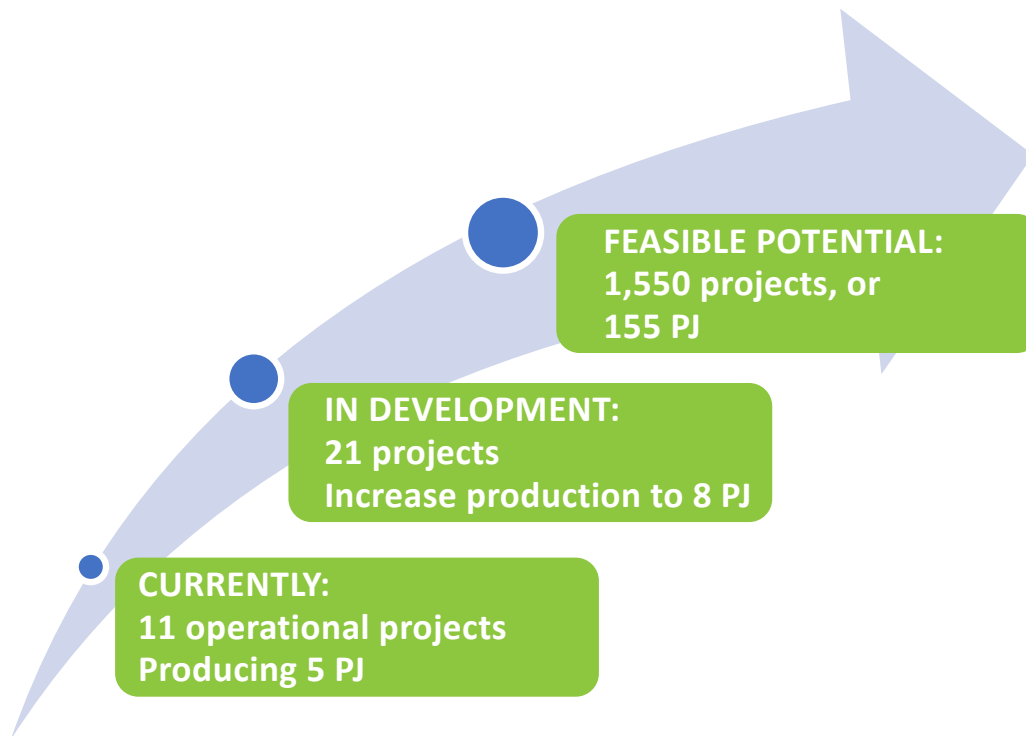 FEASIBLE POTENTIAL:
1,550 projects, or
155 PJ
IN DEVELOPMENT:
21 projects
Increase production to 8 PJ
CURRENTLY:
11 operational projects
Producing 5 PJ